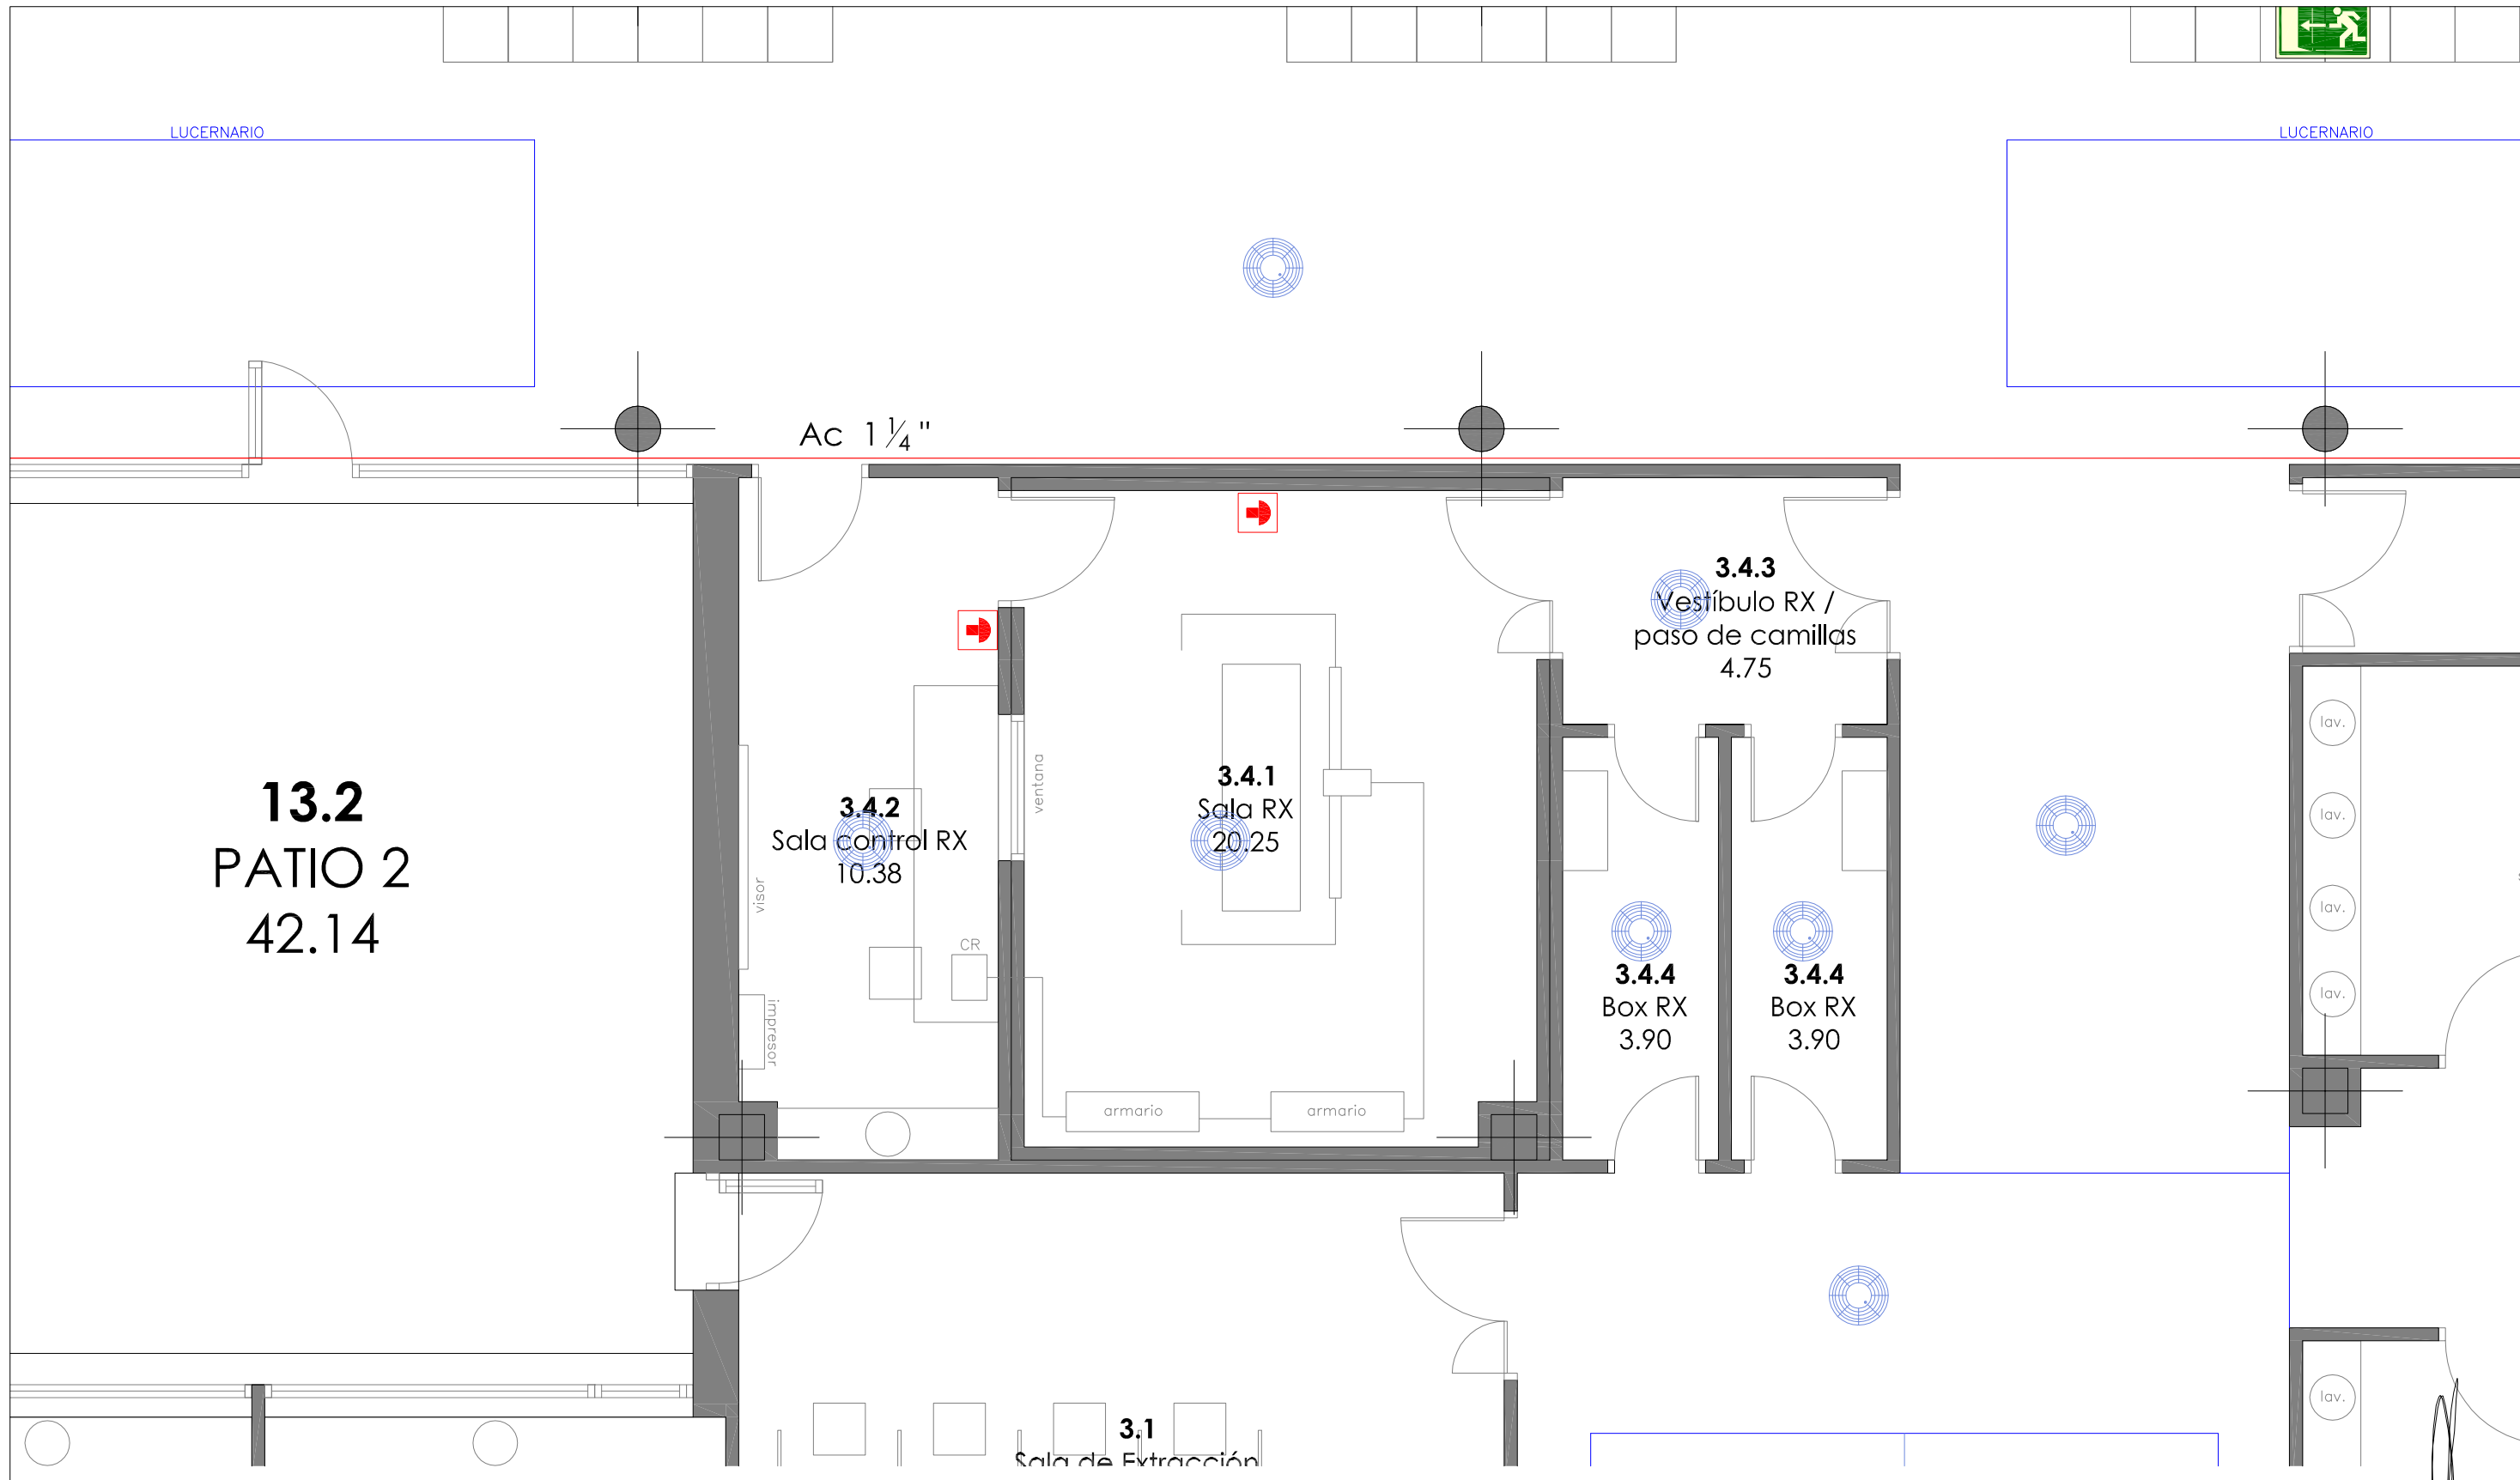 LUCERNARIO
LUCERNARIO
Ac 1 ¼ "
3.4.3
Vestíbulo RX /
paso de camillas
4.75
13.2
PATIO 2
42.14
3.4.2
Sala control RX
10.38
ventana
3.4.1
Sala RX
20.25
visor
CR
impresor
armario
armario
3.4.4
Box RX
3.90
3.4.4
Box RX
3.90
lav.
lav.
lav.
lav.
lav.
3.1
Sala de Extracción